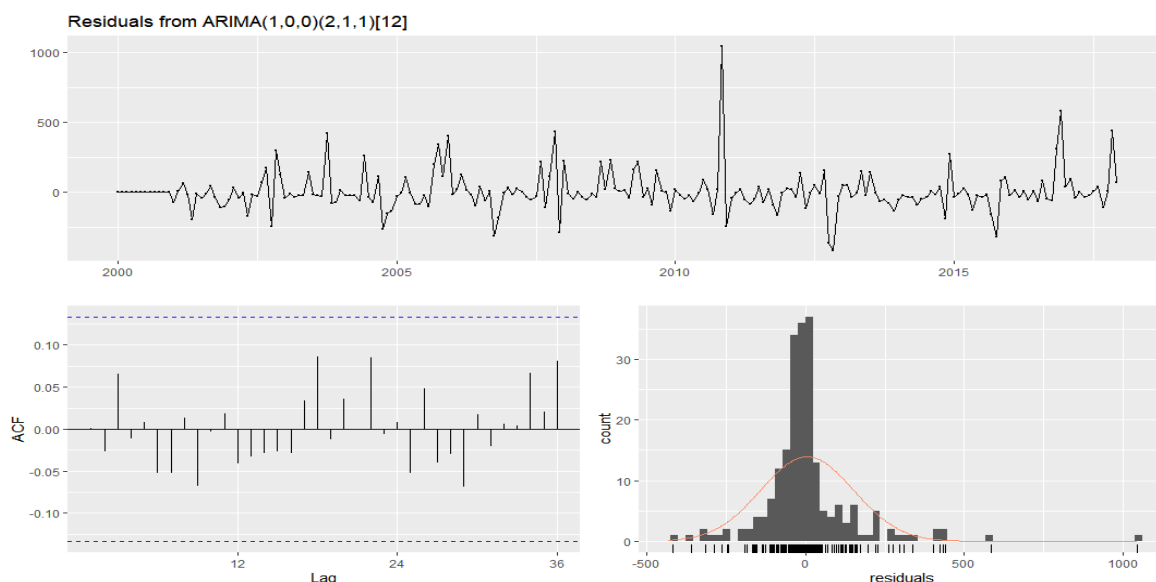 Residuals from ARIMA(1,0,0)(2,1,1)[12]
1000
500
0
2000 2005 2010 2015
ACF
0.10
0.05
0.00
-0.05
-0.10
12 24 36
Lag
count
30
20
10
0
-500 0 500 1000
residuals